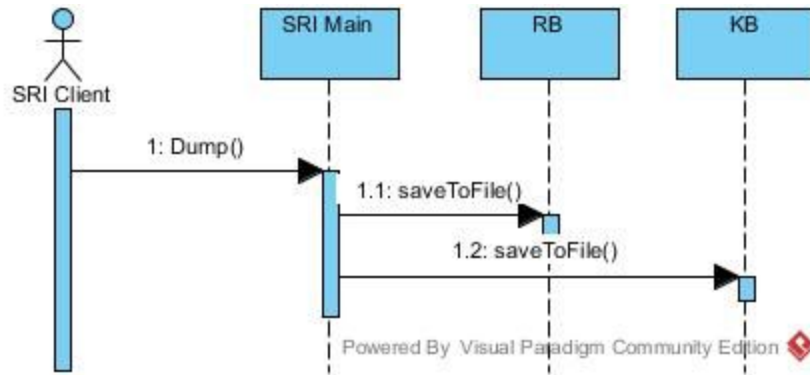 SRI Main
RB
KB
SRI Client
1: Dump()
1.1: saveToFile()
1.2: saveToFile()
Powered By Visual Paradigm Community Edition